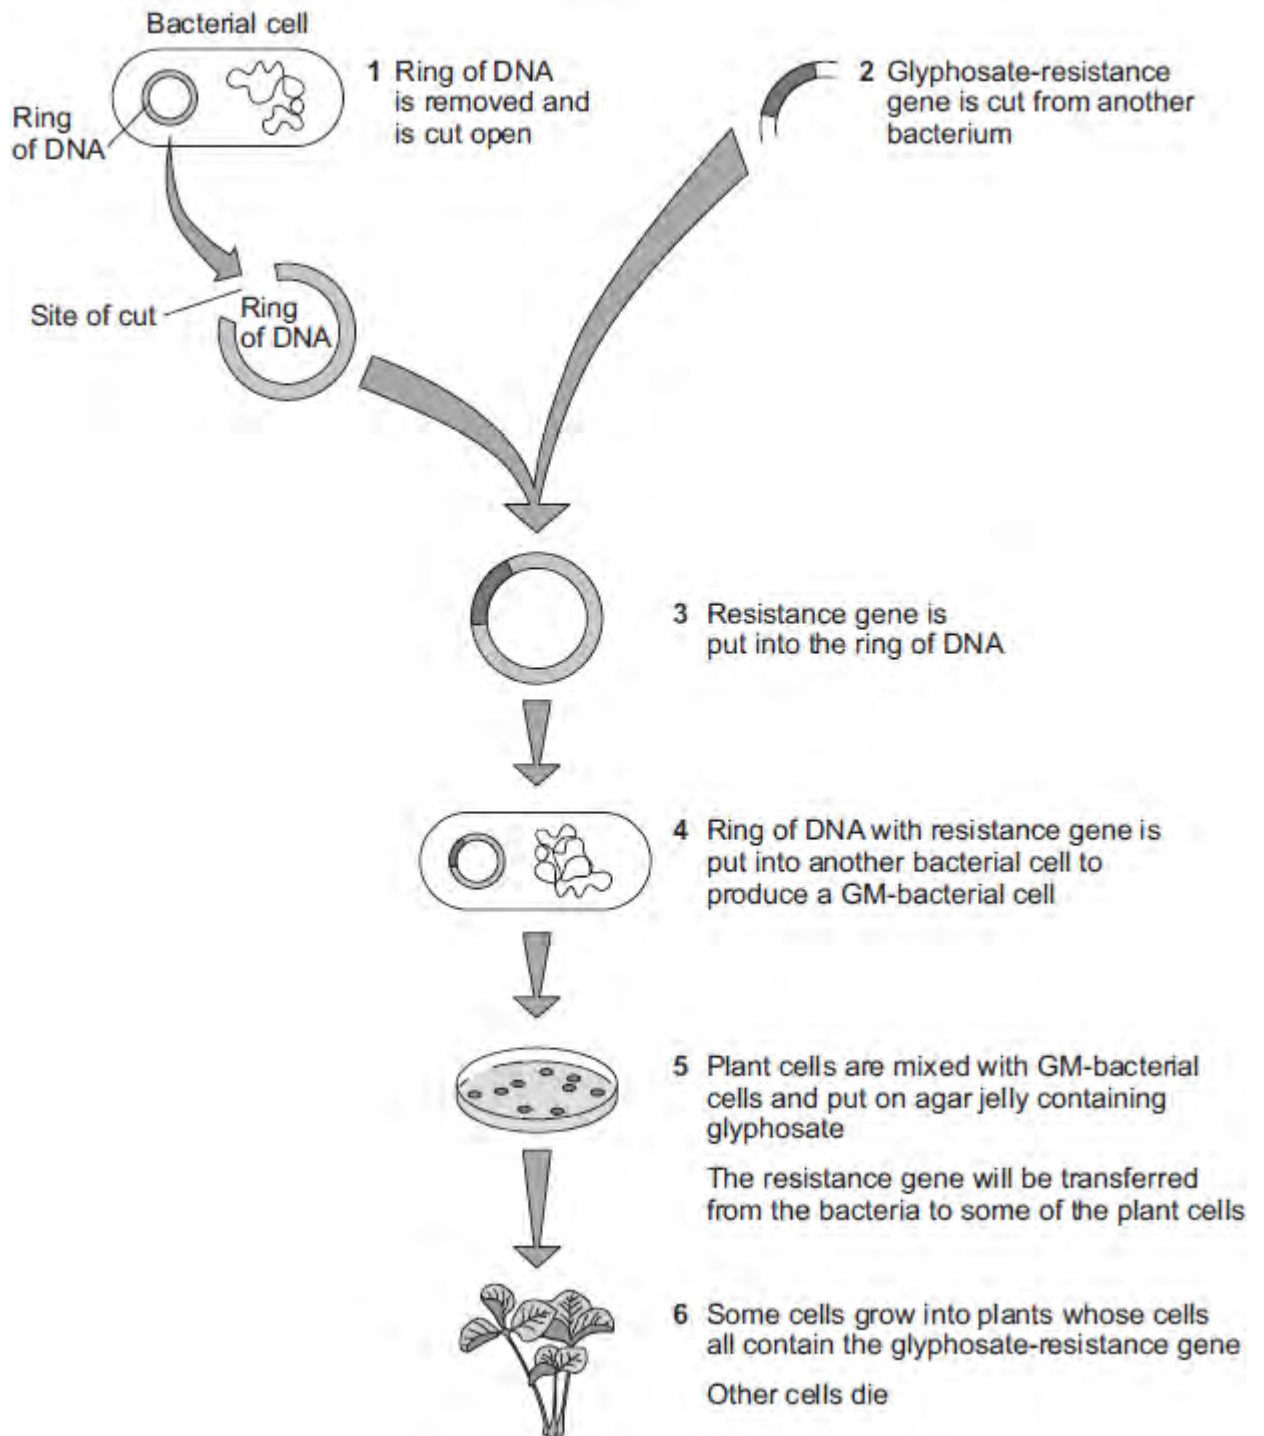 Bacterial cell
Ring
of DNA
1 Ring of DNA
is removed and
is cut open
2 Glyphosate-resistance
gene is cut from another
bacterium
Site of cut
Ring
of DNA
3 Resistance gene is
put into the ring of DNA
4 Ring of DNA with resistance gene is
put into another bacterial cell to
produce a GM-bacterial cell
5 Plant cells are mixed with GM-bacterial
cells and put on agar jelly containing
glyphosate
The resistance gene will be transferred
from the bacteria to some of the plant cells
6 Some cells grow into plants whose cells
all contain the glyphosate-resistance gene
Other cells die